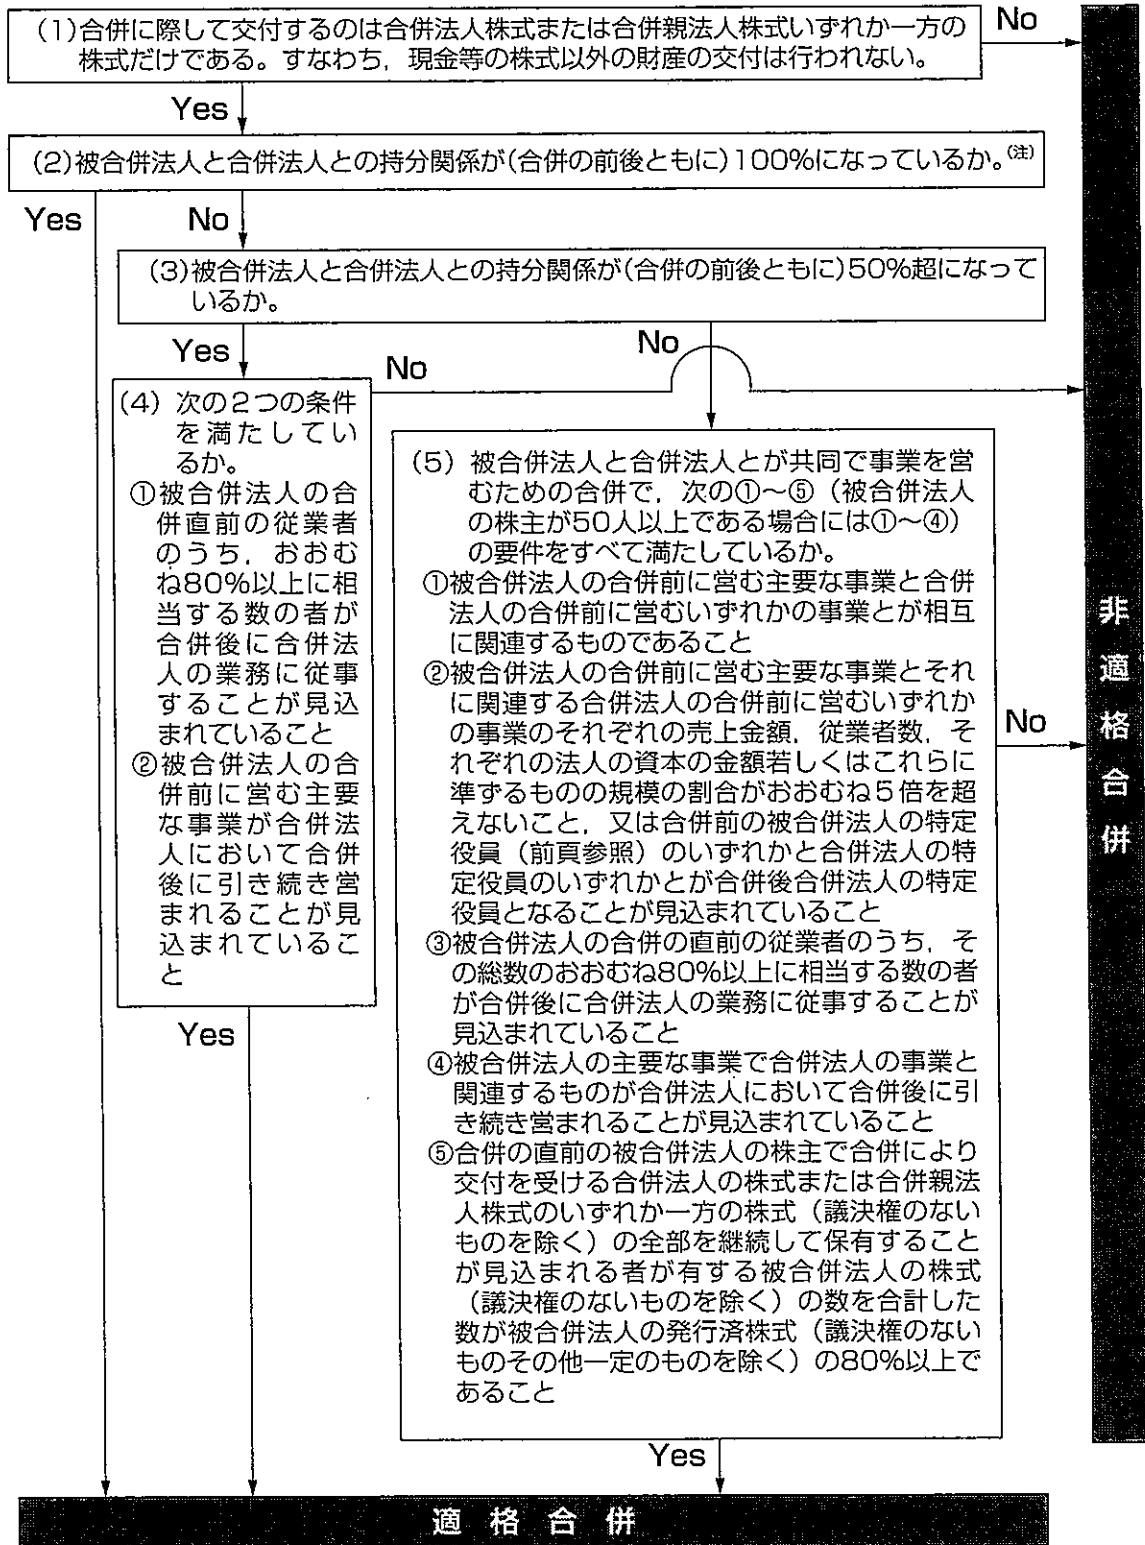 (1)合併に際して交付するのは合併法人株式または合併親法人株式いずれか一方の
株式だけである。すなわち，現金等の株式以外の財産の交付は行われない。
No
Yes
(2)被合併法人と合併法人との持分関係が(合併の前後ともに)100%になっているか。(注)
Yes
No
(3)被合併法人と合併法人との持分関係が(合併の前後ともに)50%超になって
いるか。
Yes
No
No
(4) 次の2つの条件
を満たしてい
るか。
①被合併法人の合
併直前の従業者
のうち，おおむ
ね80%以上に相
当する数の者が
合併後に合併法
人の業務に従事
することが見込
まれていること
②被合併法人の合
併前に営む主要
な事業が合併法
人において合併
後に引き続き営
まれることが見
込まれているこ
と
Yes
(5) 被合併法人と合併法人とが共同で事業を営
むための合併で，次の①～⑤（被合併法人
の株主が50人以上である場合には①～④）
の要件をすべて満たしているか。
①被合併法人の合併前に営む主要な事業と合併
法人の合併前に営むいずれかの事業とが相互
に関連するものであること
②被合併法人の合併前に営む主要な事業とそれ
に関連する合併法人の合併前に営むいずれか
の事業のそれぞれの売上金額，従業者数，そ
れぞれの法人の資本の金額若しくはこれらに
準ずるものの規模の割合がおおむね5倍を超
えないこと，又は合併前の被合併法人の特定
役員（前頁参照）のいずれかと合併法人の特
定役員のいずれかとが合併後合併法人の特定
役員となることが見込まれていること
③被合併法人の合併の直前の従業者のうち，そ
の総数のおおむね80%以上に相当する数の者
が合併後に合併法人の業務に従事することが
見込まれていること
④被合併法人の主要な事業で合併法人の事業と
関連するものが合併法人において合併後に引
き続き営まれることが見込まれていること
⑤合併の直前の被合併法人の株主で合併により
交付を受ける合併法人の株式または合併親法
人株式のいずれか一方の株式（議決権のない
ものを除く）の全部を継続して保有すること
が見込まれる者が有する被合併法人の株式
（議決権のないものを除く）の数を合計した
数が被合併法人の発行済株式（議決権のない
ものその他一定のものを除く）の80%以上で
あること
No
Yes
非適格合併
適格合併